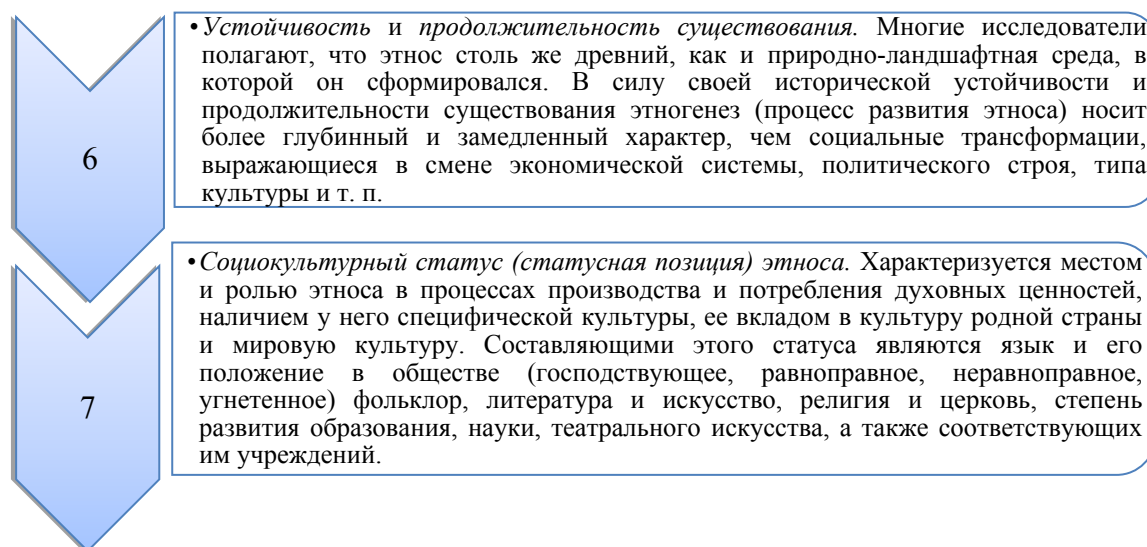 6
•Устойчивость и продолжительность существования. Многие исследователи
полагают, что этнос столь же древний, как и природно-ландшафтная среда, в
которой он сформировался. В силу своей исторической устойчивости и
продолжительности существования этногенез (процесс развития этноса) носит
более глубинный и замедленный характер, чем социальные трансформации,
выражающиеся в смене экономической системы, политического строя, типа
культуры и т. п.
7
•Социокультурный статус (статусная позиция) этноса. Характеризуется местом
и ролью этноса в процессах производства и потребления духовных ценностей,
наличием у него специфической культуры, ее вкладом в культуру родной страны
и мировую культуру. Составляющими этого статуса являются язык и его
положение в обществе (господствующее, равноправное, неравноправное,
угнетенное) фольклор, литература и искусство, религия и церковь, степень
развития образования, науки, театрального искусства, а также соответствующих
им учреждений.